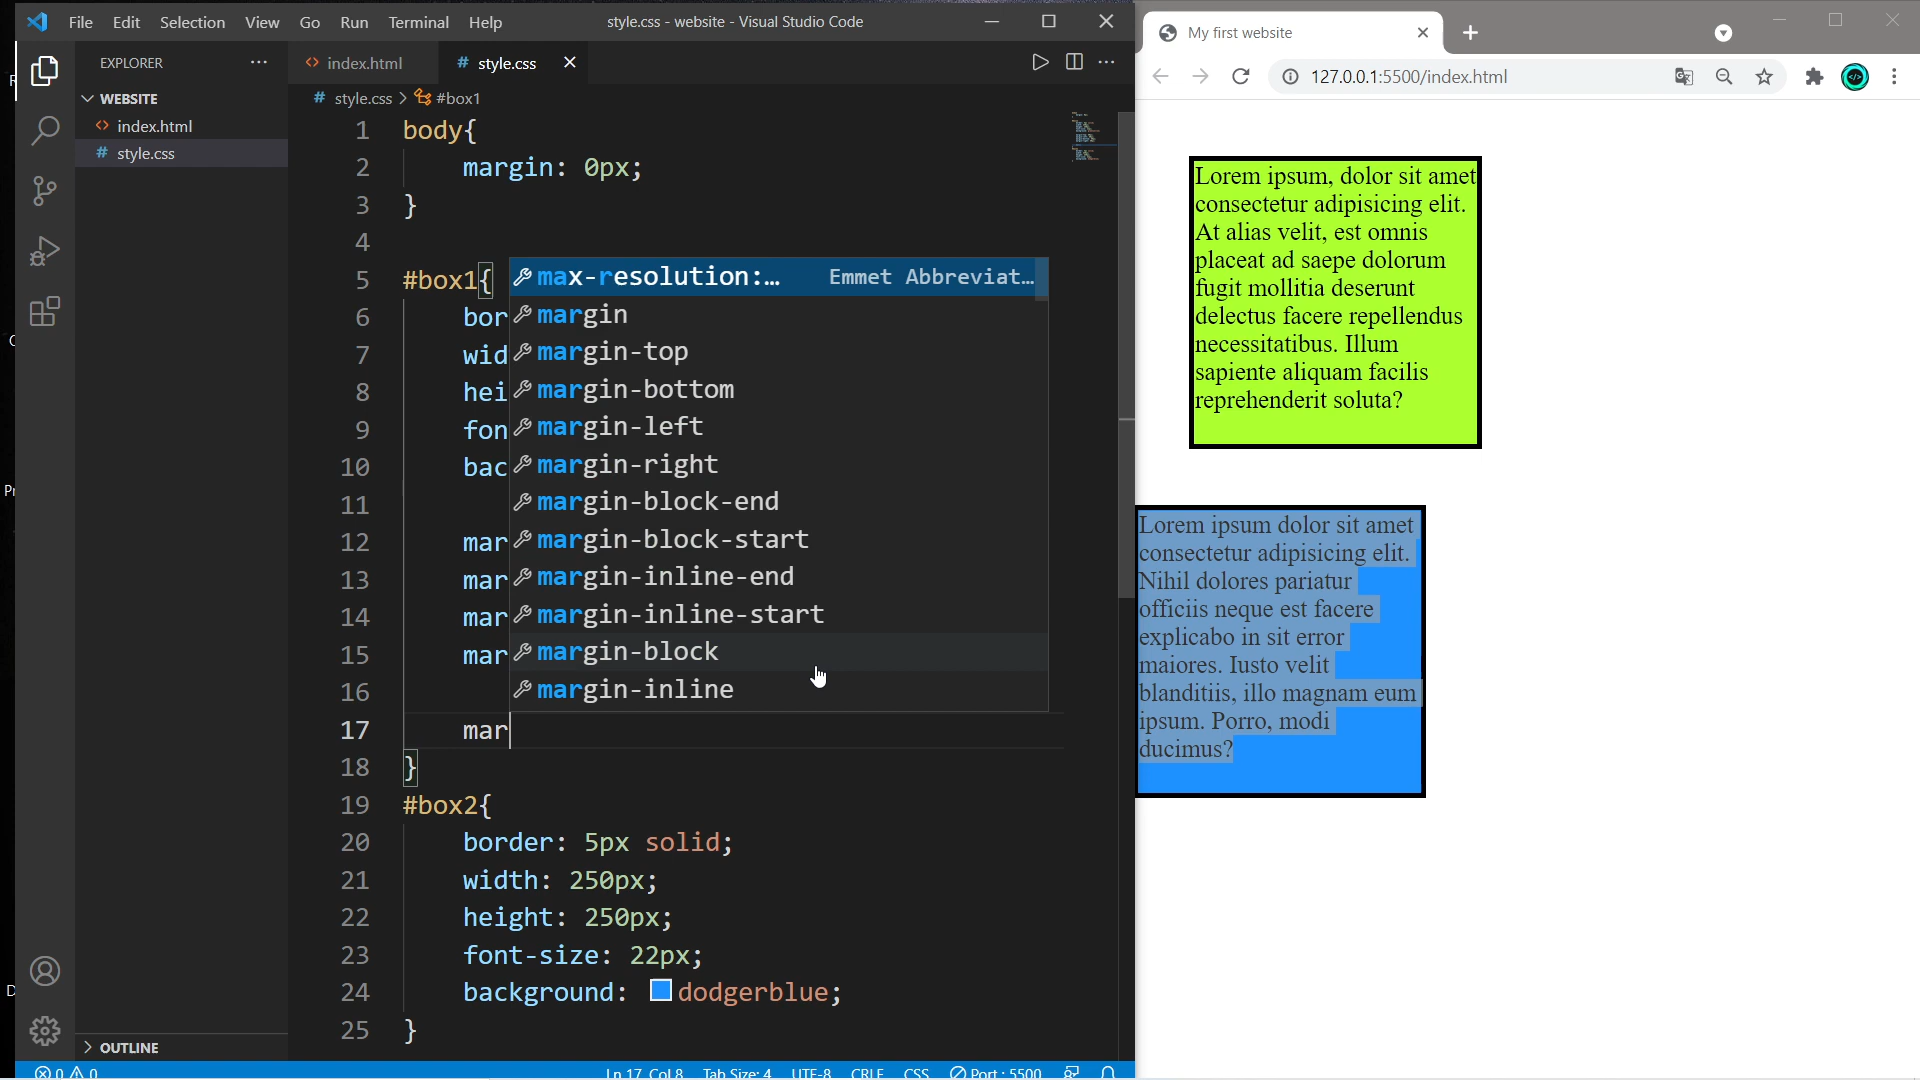 File Edit Selection View Go Run Terminal Help
style.css - website - Visual Studio Code
EXPLORER
WEBSITE
index.html
style.css
OUTLINE
index.html
style.css
style.css > #box1
1 body{
2 margin: 0px;
3 }
4
5 #box1{
6 bor
7 wid
8 hei
9 fon
10 bac
11
12 mar
13 mar
14 mar
15 mar
16
17 mar
18 }
19 #box2{
20 border: 5px solid;
21 width: 250px;
22 height: 250px;
23 font-size: 22px;
24 background: dodgerblue;
25 }
max-resolution:… Emmet Abbreviat…
margin
margin-top
margin-bottom
margin-left
margin-right
margin-block-end
margin-block-start
margin-inline-end
margin-inline-start
margin-block
margin-inline
0 0
Ln 17, Col 8 Tab Size: 4 UTF-8 CRLF CSS Port : 5500
My first website
127.0.0.1:5500/index.html
Lorem ipsum, dolor sit amet
consectetur adipisicing elit.
At alias velit, est omnis
placeat ad saepe dolorum
fugit mollitia deserunt
delectus facere repellendus
necessitatibus. Illum
sapiente aliquam facilis
reprehenderit soluta?
Lorem ipsum dolor sit amet
consectetur adipisicing elit.
Nihil dolores pariatur
officiis neque est facere
explicabo in sit error
maiores. Iusto velit
blanditiis, illo magnam eum
ipsum. Porro, modi
ducimus?